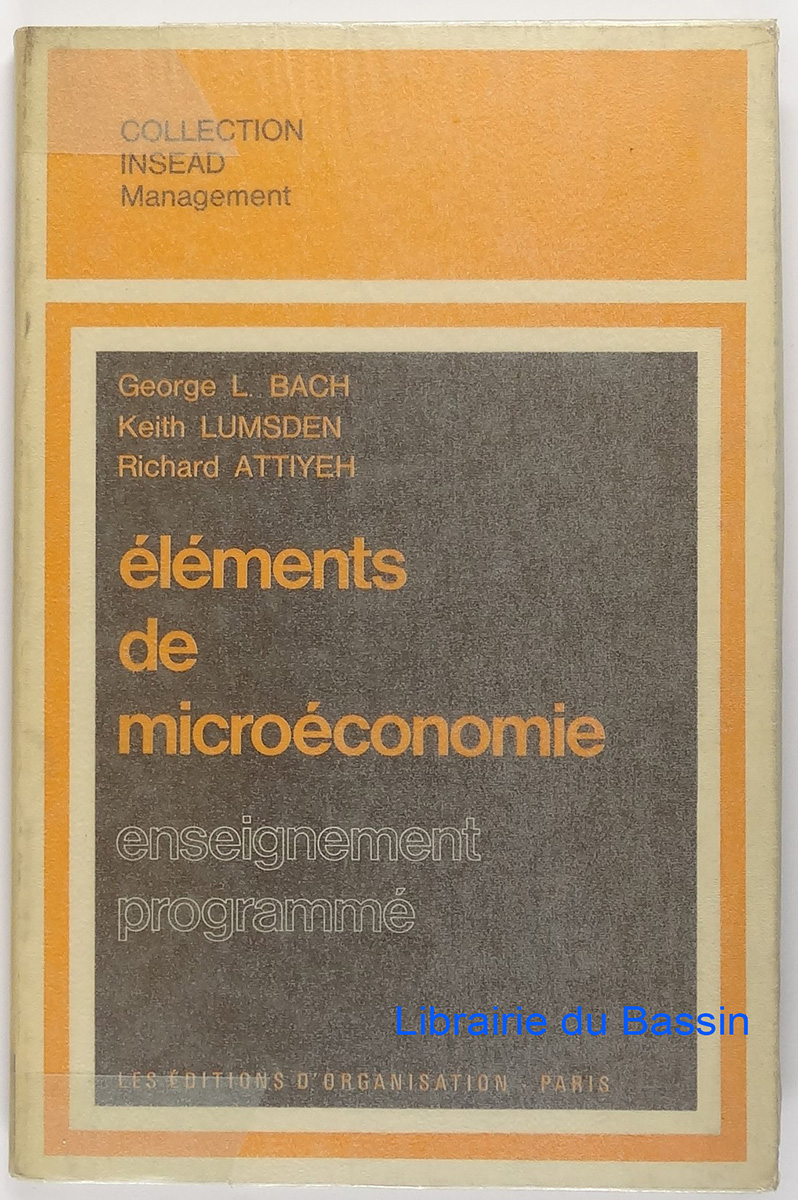 COLLECTION
INSEAD
Management
George L. BACH
Keith LUMSDEN
Richard ATTIYEH
éléments
de
microéconomie
enseignement
programmé
Librairie du Bassin
LES ÉDITIONS D'ORGANISATION - PARIS